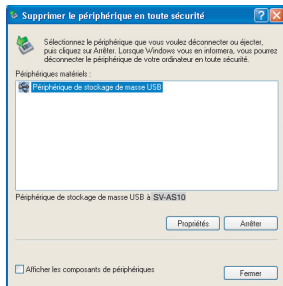 Supprimer le périphérique en toute sécurité
Sélectionnez le périphérique que vous voulez déconnecter ou éjecter,
puis cliquez sur Arrêter. Lorsque Windows vous en informera, vous pourrez
déconnecter le périphérique de votre ordinateur en toute sécurité.
Périphériques matériels :
Périphérique de stockage de masse USB
Périphérique de stockage de masse USB à SV-AS10
Propriétés Arrêter
Afficher les composants de périphériques
Fermer